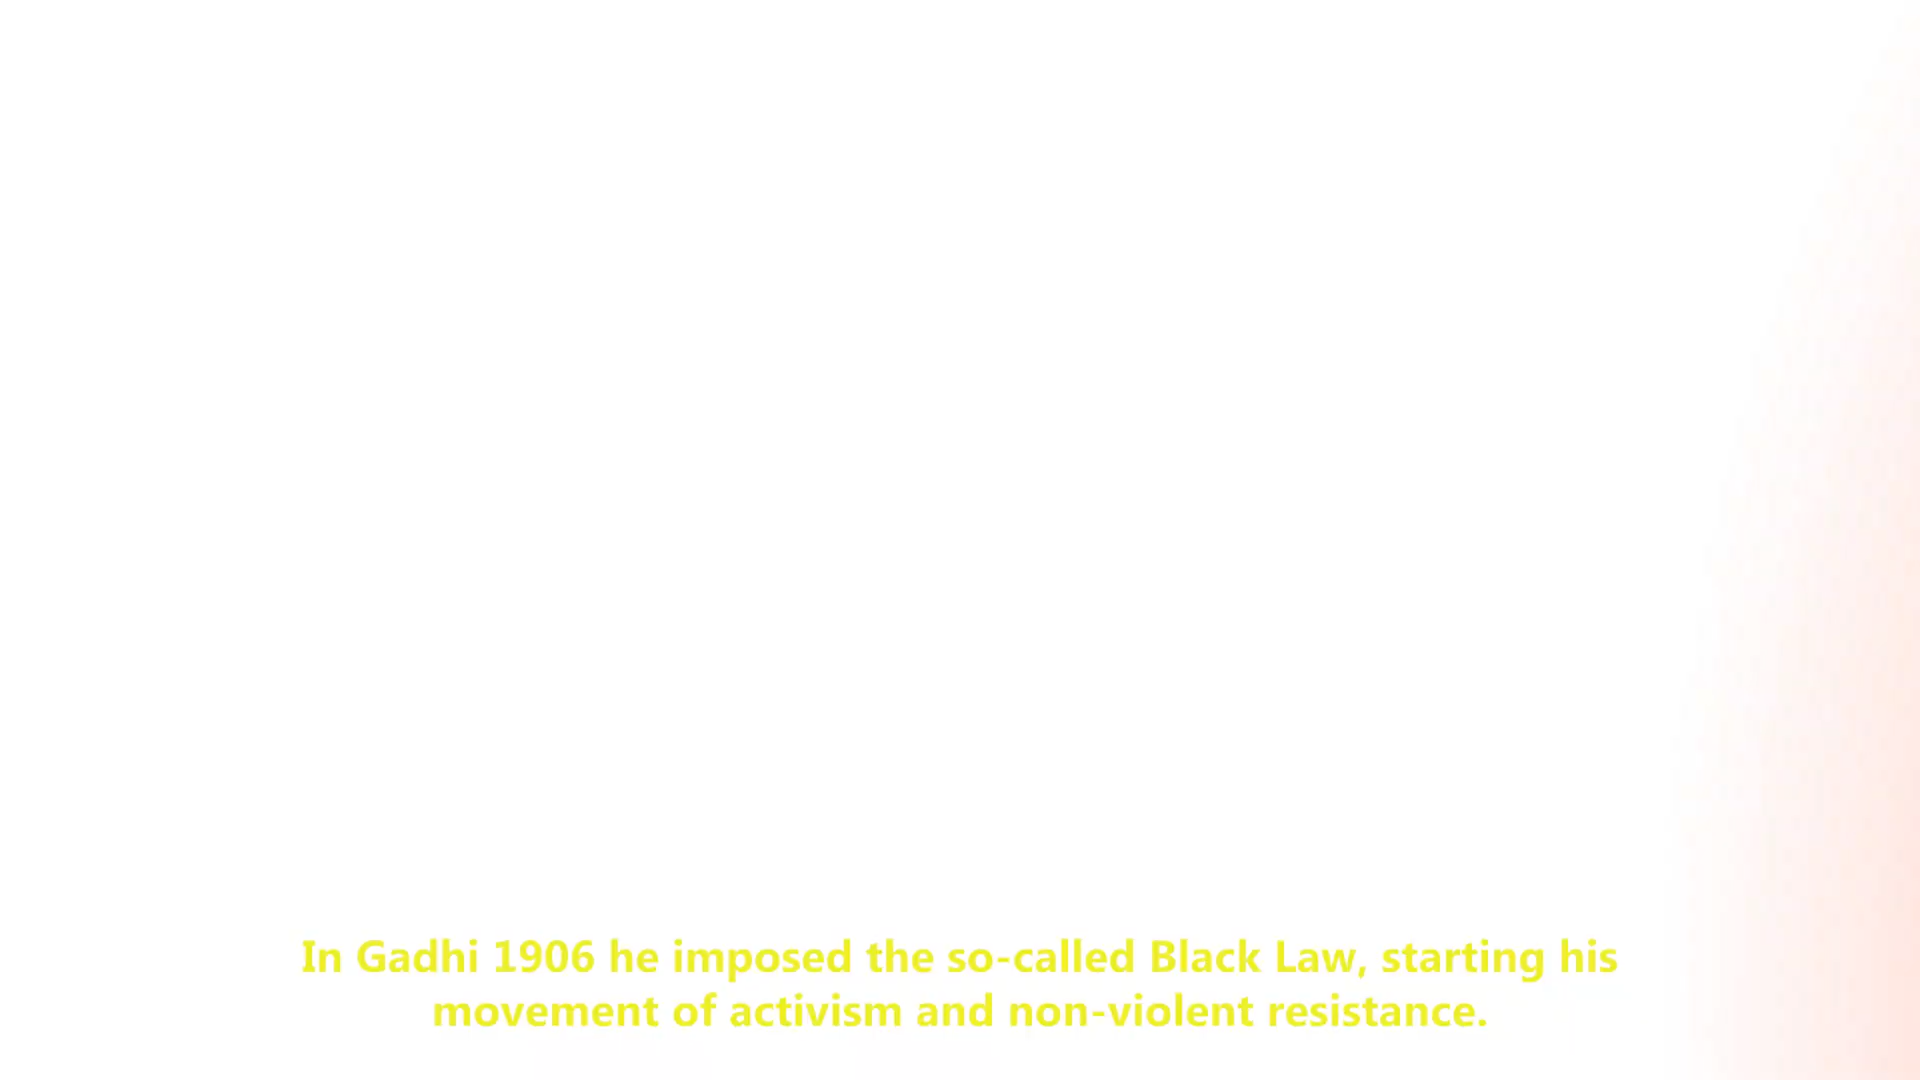 In Gadhi 1906 he imposed the so-called Black Law, starting his
movement of activism and non-violent resistance.